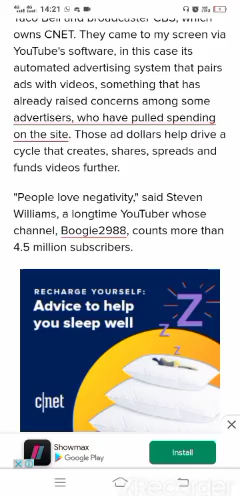 14:21
Taco Bell and broadcaster CBS, which
owns CNET. They came to my screen via
YouTube's software, in this case its
automated advertising system that pairs
ads with videos, something that has
already raised concerns among some
advertisers, who have pulled spending
on the site. Those ad dollars help drive a
cycle that creates, shares, spreads and
funds videos further.
"People love negativity," said Steven
Williams, a longtime YouTuber whose
channel, Boogie2988, counts more than
4.5 million subscribers.
RECHARGE YOURSELF:
Advice to help
you sleep well
Z
z
z
c|net
Showmax
Google Play
Install